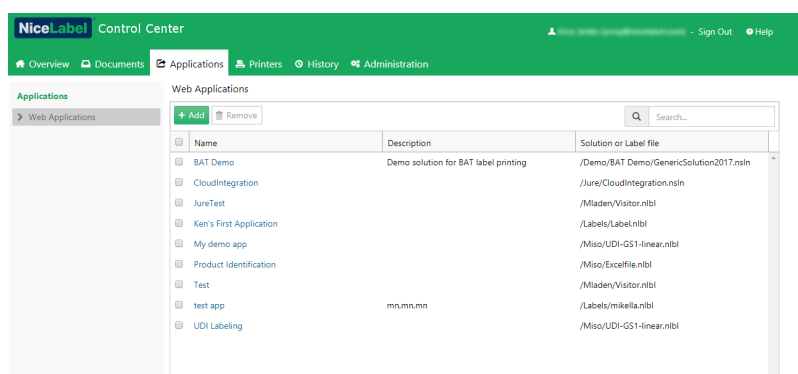 NiceLabel Control Center
- Sign Out Help
Overview Documents Applications Printers History Administration
Applications
Web Applications
Web Applications
+ Add Remove Search...
Name Description Solution or Label file
BAT Demo Demo solution for BAT label printing /Demo/BAT Demo/GenericSolution2017.nsln
CloudIntegration /Jure/CloudIntegration.nsln
JureTest /Mladen/Visitor.nlbl
Ken's First Application /Labels/Label.nlbl
My demo app /Miso/UDI-GS1-linear.nlbl
Product Identification /Miso/Excelfile.nlbl
Test /Mladen/Visitor.nlbl
test app mn,mn,mn /Labels/mikella.nlbl
UDI Labeling /Miso/UDI-GS1-linear.nlbl